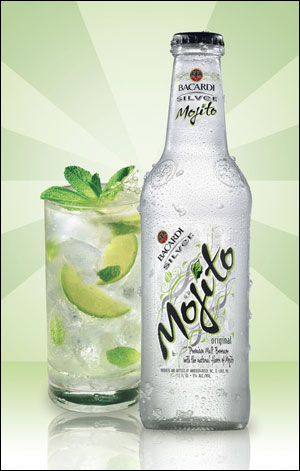 BACARDI
SILVER
Mojito
BACARDI
SILVER
Mojito
original
Premium Malt Beverage
with the natural flavor of Mojito